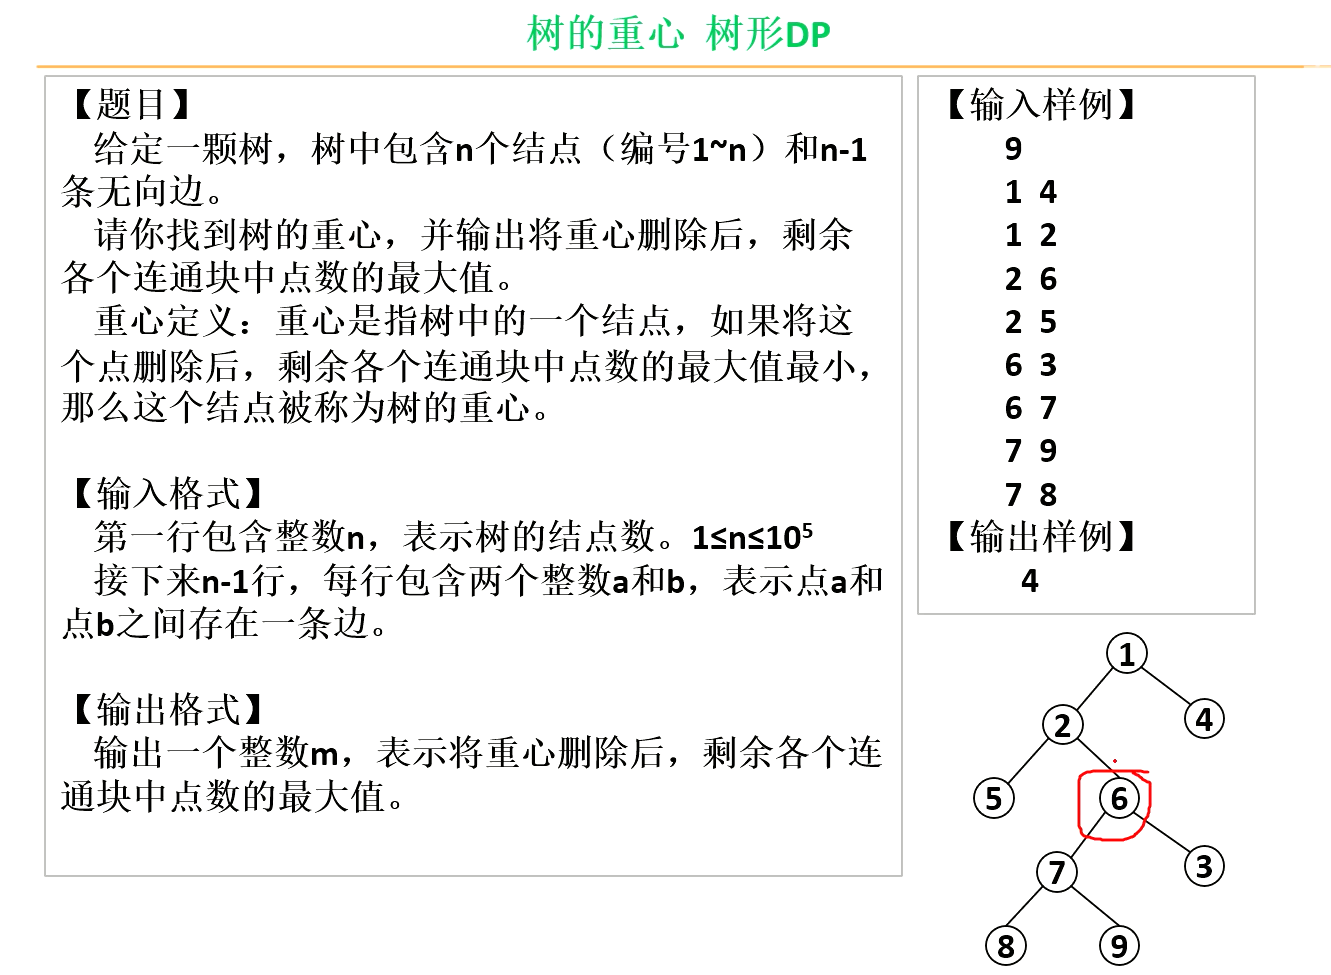 树的重心 树形DP
【题目】
给定一颗树，树中包含n个结点（编号1~n）和n-1
条无向边。
请你找到树的重心，并输出将重心删除后，剩余
各个连通块中点数的最大值。
重心定义：重心是指树中的一个结点，如果将这
个点删除后，剩余各个连通块中点数的最大值最小，
那么这个结点被称为树的重心。
【输入格式】
第一行包含整数n，表示树的结点数。1≤n≤10⁵
接下来n-1行，每行包含两个整数a和b，表示点a和
点b之间存在一条边。
【输出格式】
输出一个整数m，表示将重心删除后，剩余各个连
通块中点数的最大值。
【输入样例】
9
1 4
1 2
2 6
2 5
6 3
6 7
7 9
7 8
【输出样例】
4
1
2
4
5
6
7
3
8
9